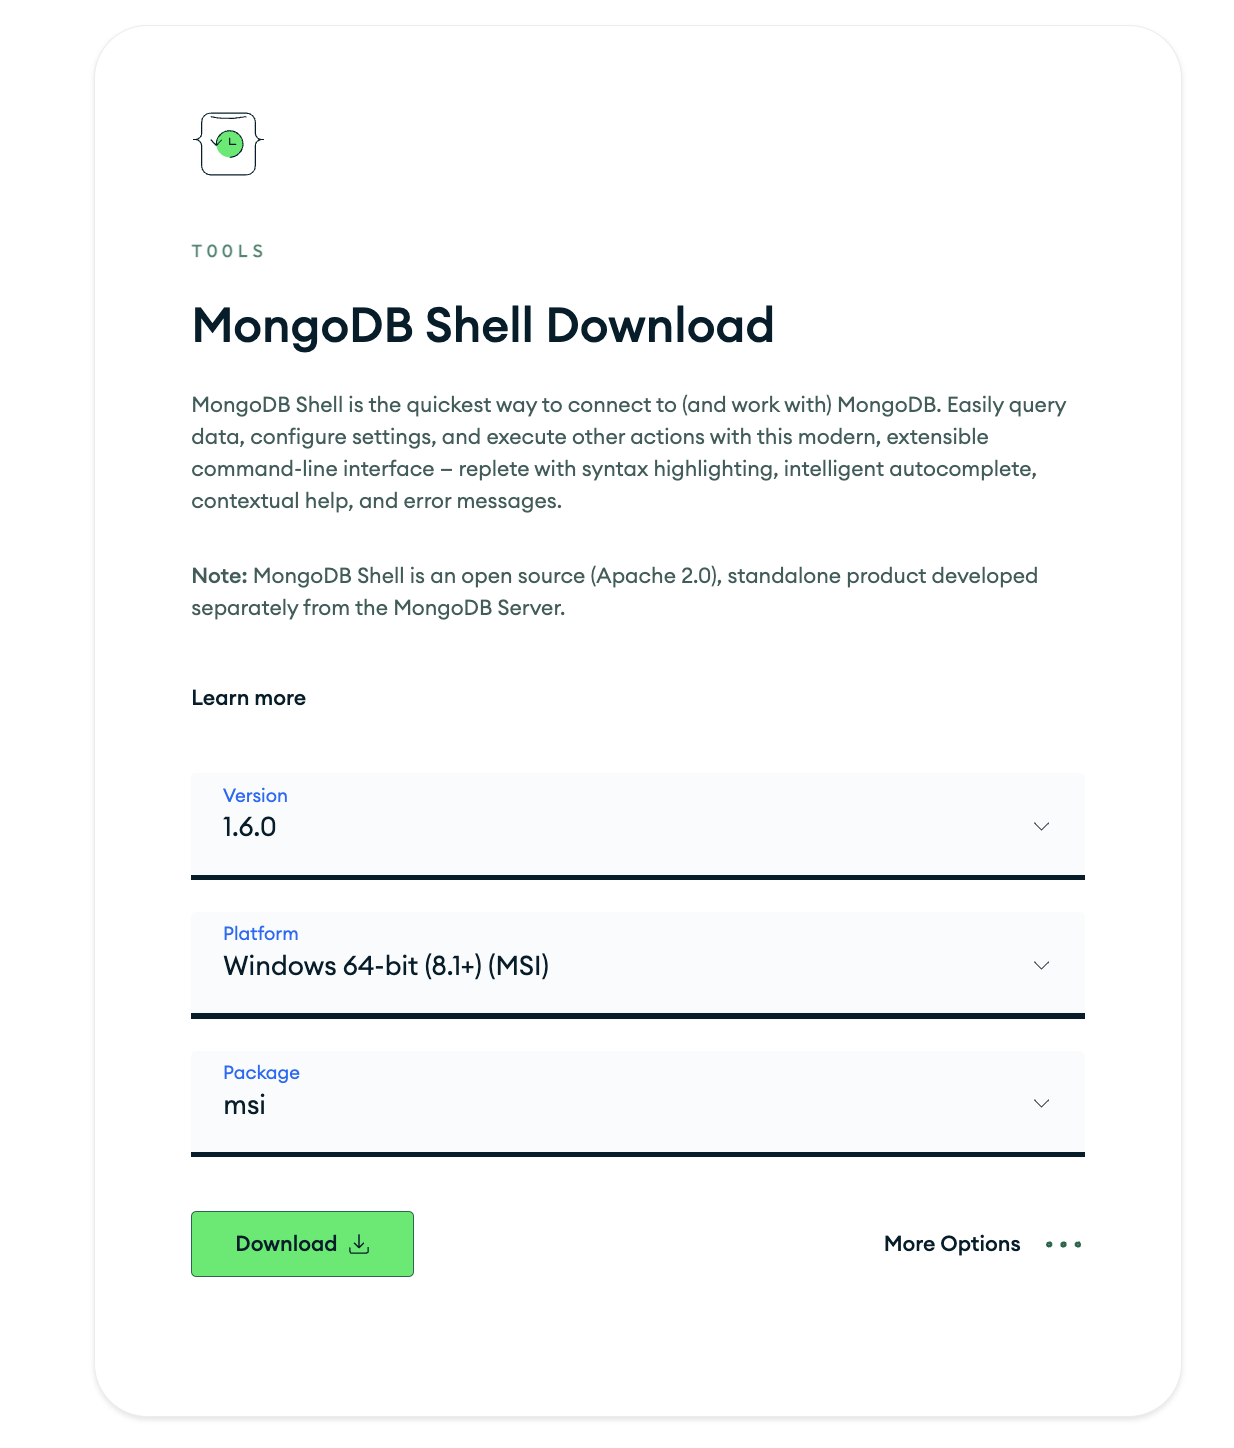 TOOLS
MongoDB Shell Download
MongoDB Shell is the quickest way to connect to (and work with) MongoDB. Easily query
data, configure settings, and execute other actions with this modern, extensible
command-line interface — replete with syntax highlighting, intelligent autocomplete,
contextual help, and error messages.
Note: MongoDB Shell is an open source (Apache 2.0), standalone product developed
separately from the MongoDB Server.
Learn more
Version
1.6.0
Platform
Windows 64-bit (8.1+) (MSI)
Package
msi
Download
More Options